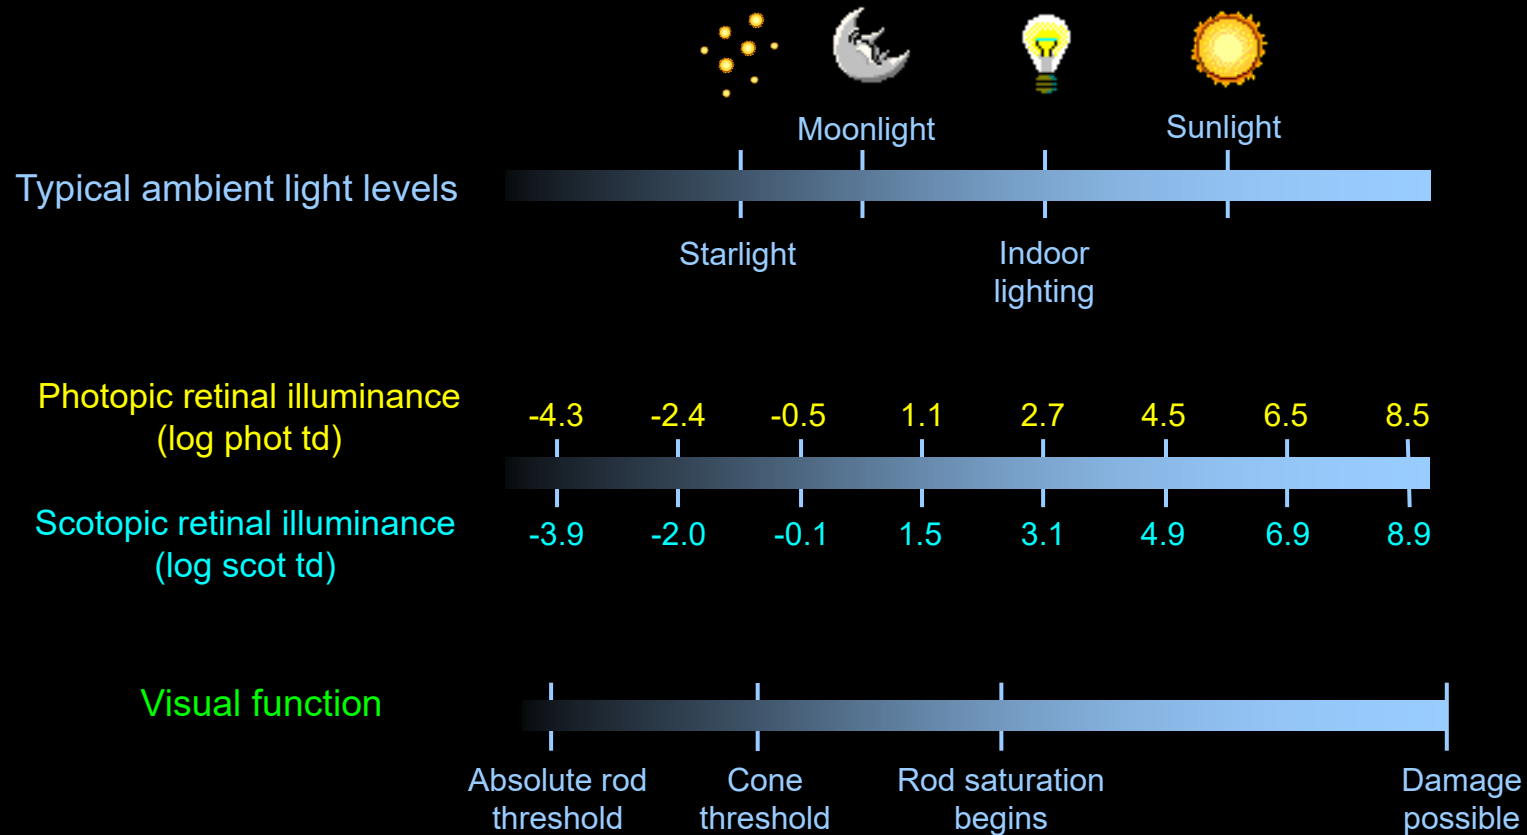 Moonlight
Sunlight
Typical ambient light levels
Starlight
Indoor
lighting
Photopic retinal illuminance
(log phot td)
-4.3 -2.4 -0.5 1.1 2.7 4.5 6.5 8.5
Scotopic retinal illuminance
(log scot td)
-3.9 -2.0 -0.1 1.5 3.1 4.9 6.9 8.9
Visual function
Absolute rod
threshold
Cone
threshold
Rod saturation
begins
Damage
possible